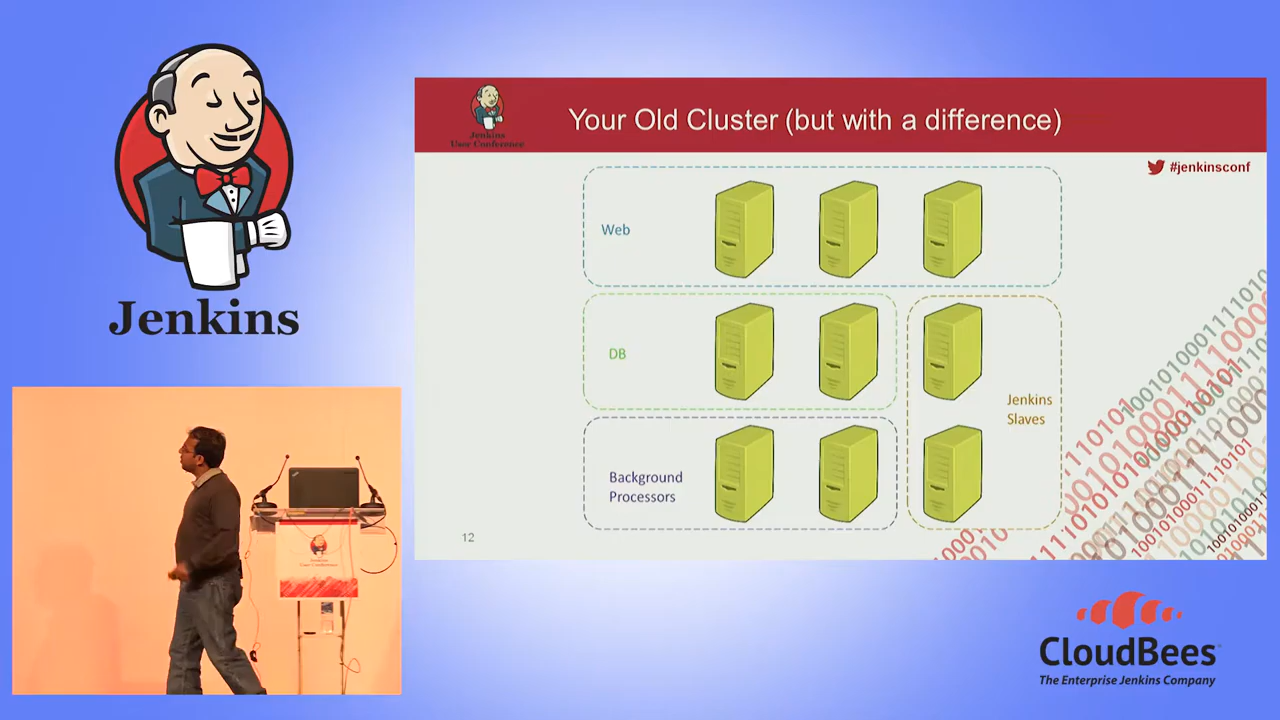 Jenkins
Jenkins
User Conference
Your Old Cluster (but with a difference)
#jenkinsconf
Web
DB
Jenkins
Slaves
Background
Processors
12
CloudBees
The Enterprise Jenkins Company